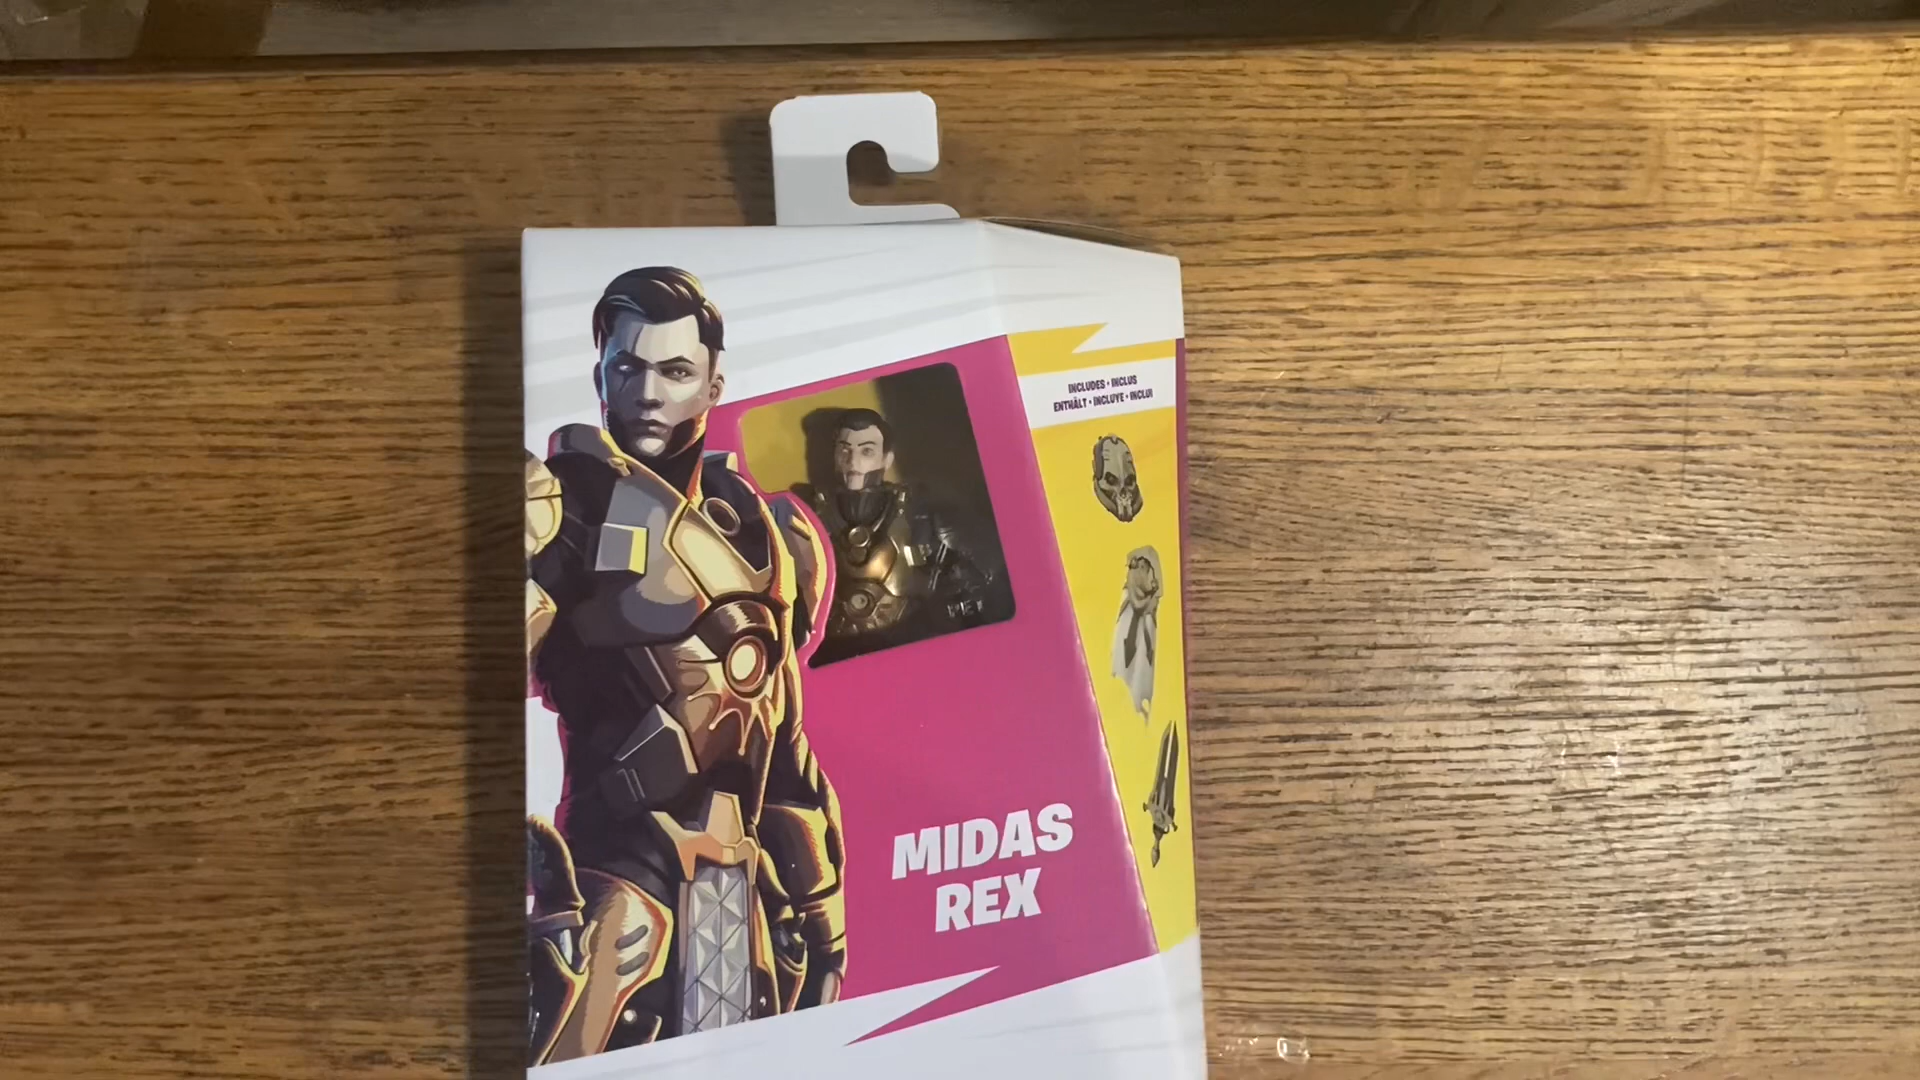 INCLUDES • INCLUS
ENTHÄLT • INCLUYE • INCLUI
MIDAS
REX